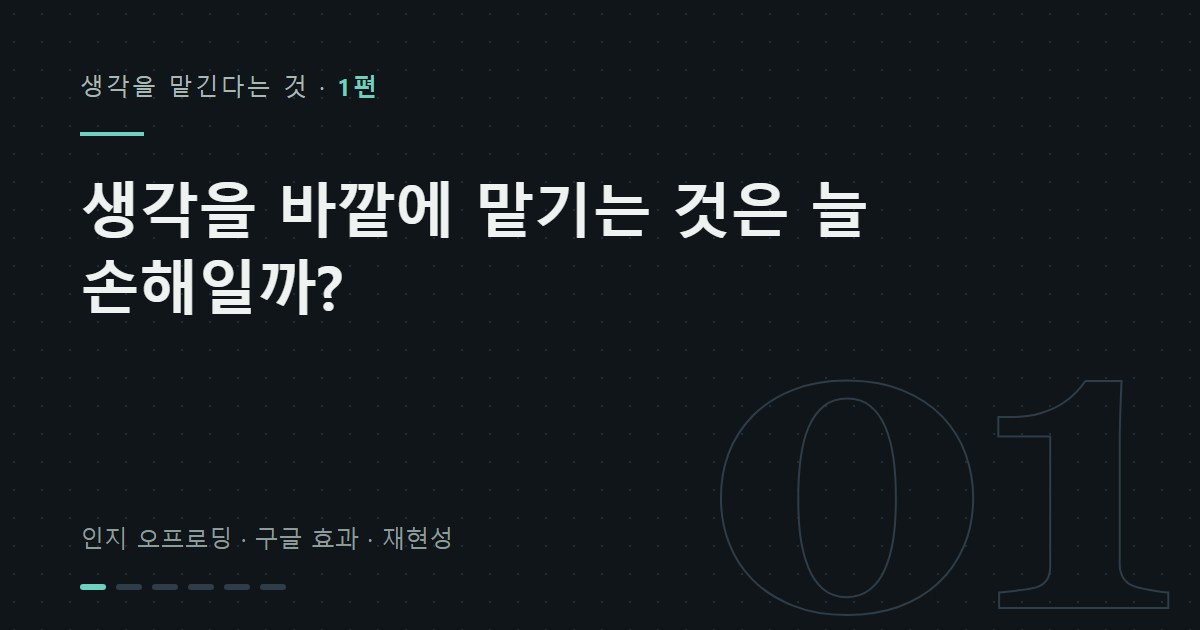 생각을 맡긴다는 것 · 1편
생각을 바깥에 맡기는 것은 늘
손해일까?
01
인지 오프로딩 · 구글 효과 · 재현성